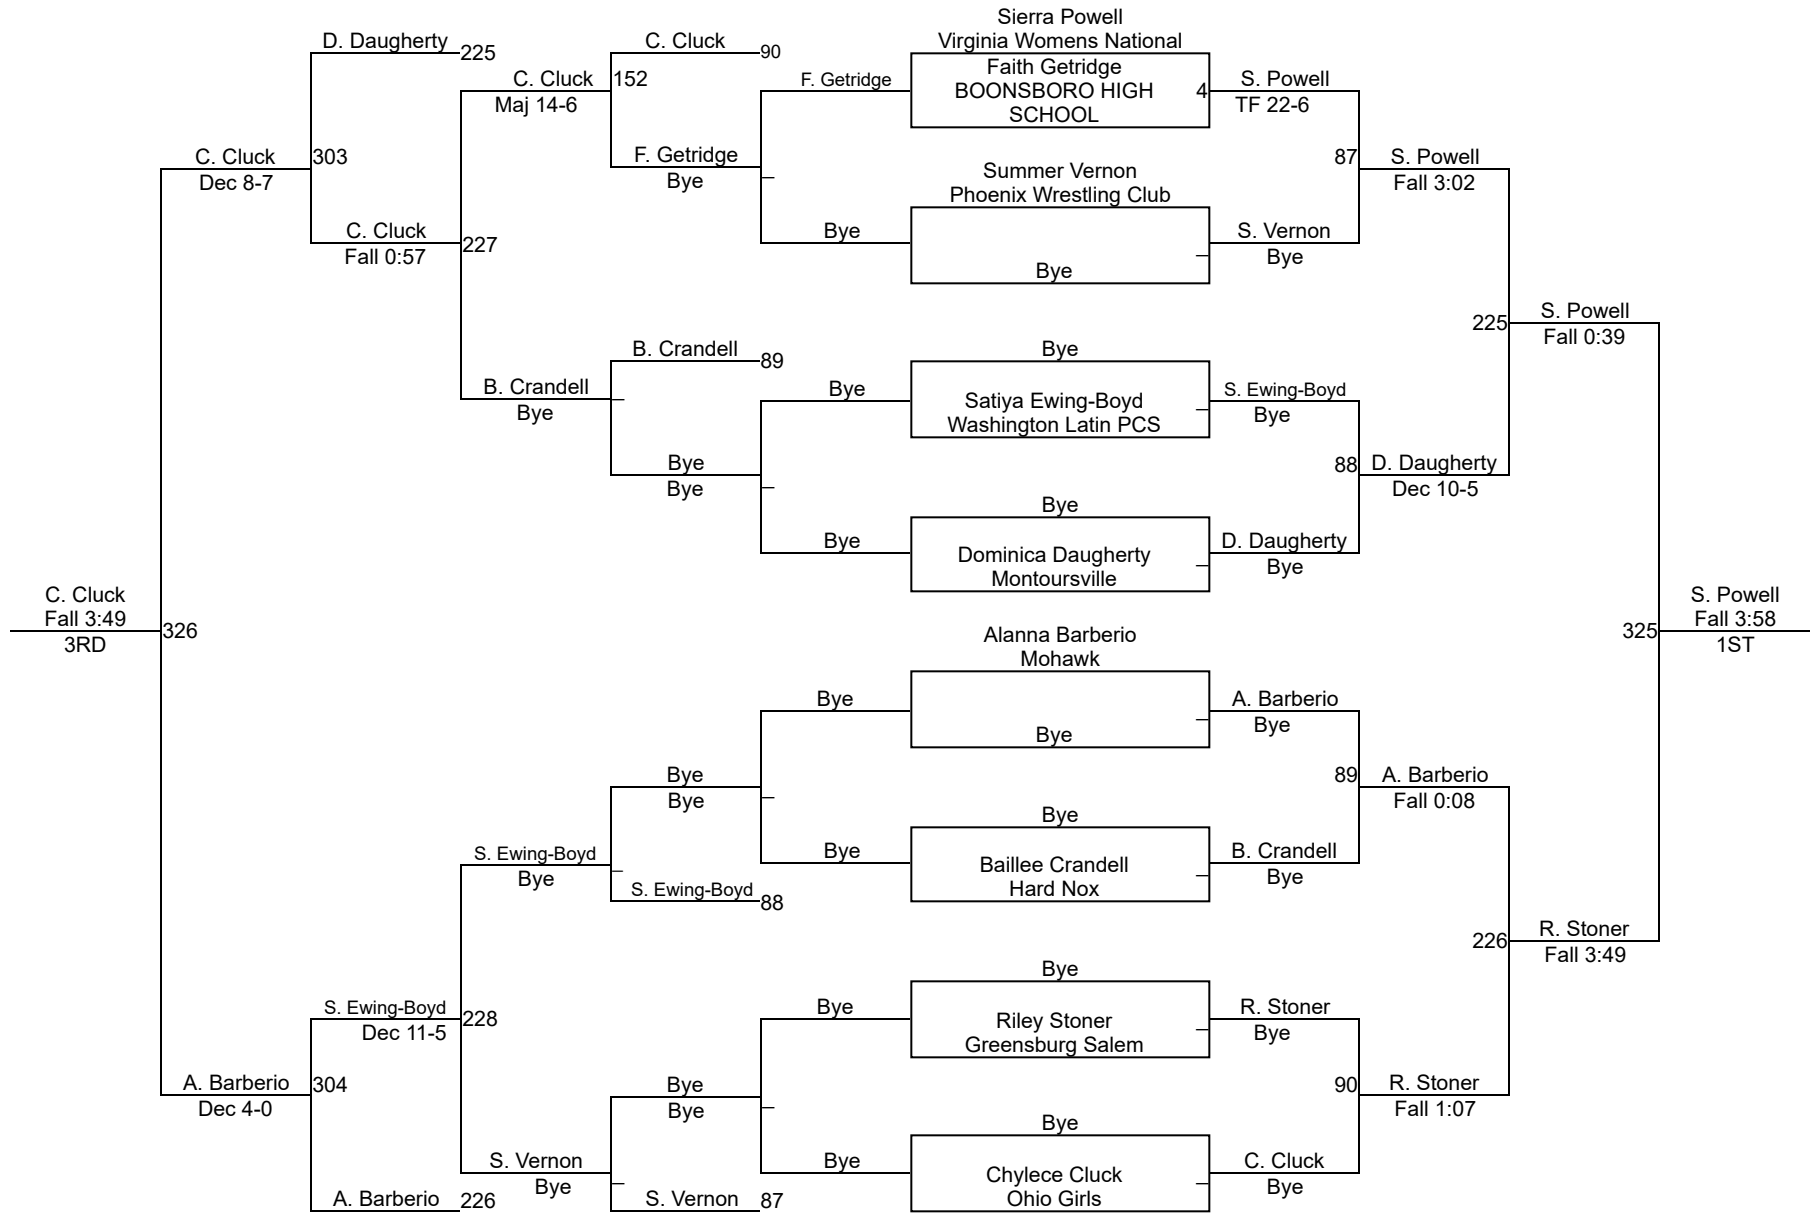 Sierra Powell
Virginia Womens National
D. Daugherty
225
C. Cluck
90
Faith Getridge
BOONSBORO HIGH
SCHOOL
4
C. Cluck
Maj 14-6
152
F. Getridge
S. Powell
TF 22-6
C. Cluck
Dec 8-7
303
F. Getridge
Bye
Summer Vernon
Phoenix Wrestling Club
87
S. Powell
Fall 3:02
C. Cluck
Fall 0:57
227
Bye
Bye
S. Vernon
Bye
225
S. Powell
Fall 0:39
B. Crandell
89
Bye
B. Crandell
Bye
Bye
Satiya Ewing-Boyd
Washington Latin PCS
S. Ewing-Boyd
Bye
Bye
Bye
88
D. Daugherty
Dec 10-5
Bye
Bye
Dominica Daugherty
Montoursville
D. Daugherty
Bye
C. Cluck
Fall 3:49
3RD
326
Alanna Barberio
Mohawk
325
S. Powell
Fall 3:58
1ST
Bye
Bye
A. Barberio
Bye
Bye
Bye
89
A. Barberio
Fall 0:08
Bye
S. Ewing-Boyd
Bye
Bye
Baillee Crandell
Hard Nox
B. Crandell
Bye
S. Ewing-Boyd
88
226
R. Stoner
Fall 3:49
Bye
S. Ewing-Boyd
Dec 11-5
228
Bye
Riley Stoner
Greensburg Salem
R. Stoner
Bye
A. Barberio
Dec 4-0
304
Bye
Bye
90
R. Stoner
Fall 1:07
Bye
S. Vernon
Bye
Bye
Chylece Cluck
Ohio Girls
C. Cluck
Bye
A. Barberio
226
S. Vernon
87